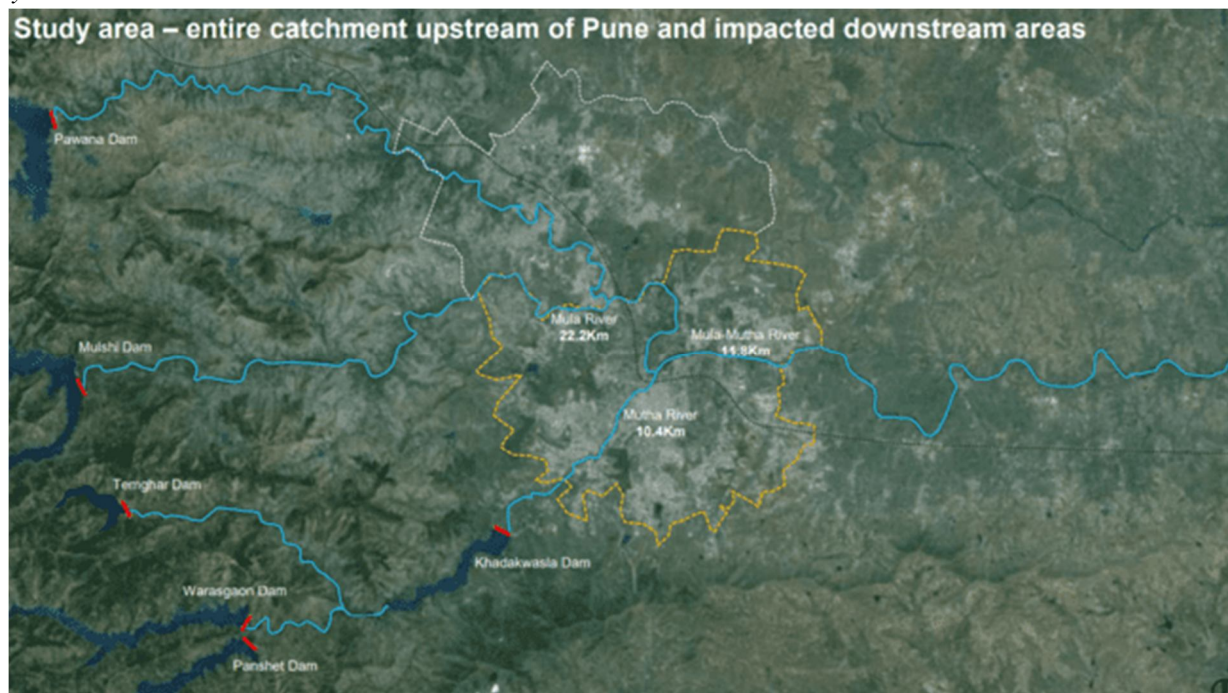 Study area – entire catchment upstream of Pune and impacted downstream areas
Pawana Dam
Mula River
22.2Km
Mula-Mutha River
11.8Km
Mulshi Dam
Mutha River
10.4Km
Temghar Dam
Khadakwasla Dam
Warasgaon Dam
Panshet Dam